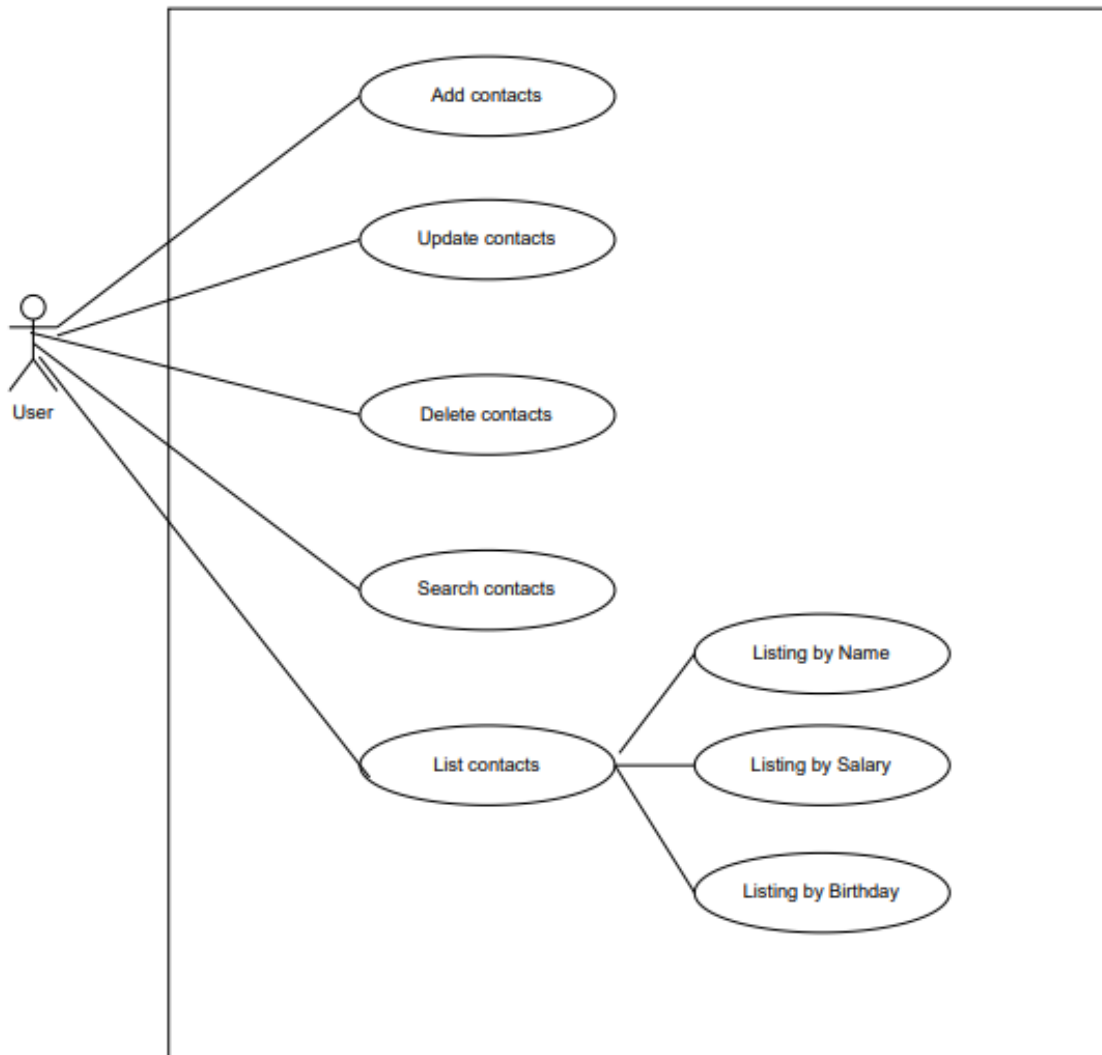 Add contacts
Update contacts
User
Delete contacts
Search contacts
Listing by Name
List contacts
Listing by Salary
Listing by Birthday